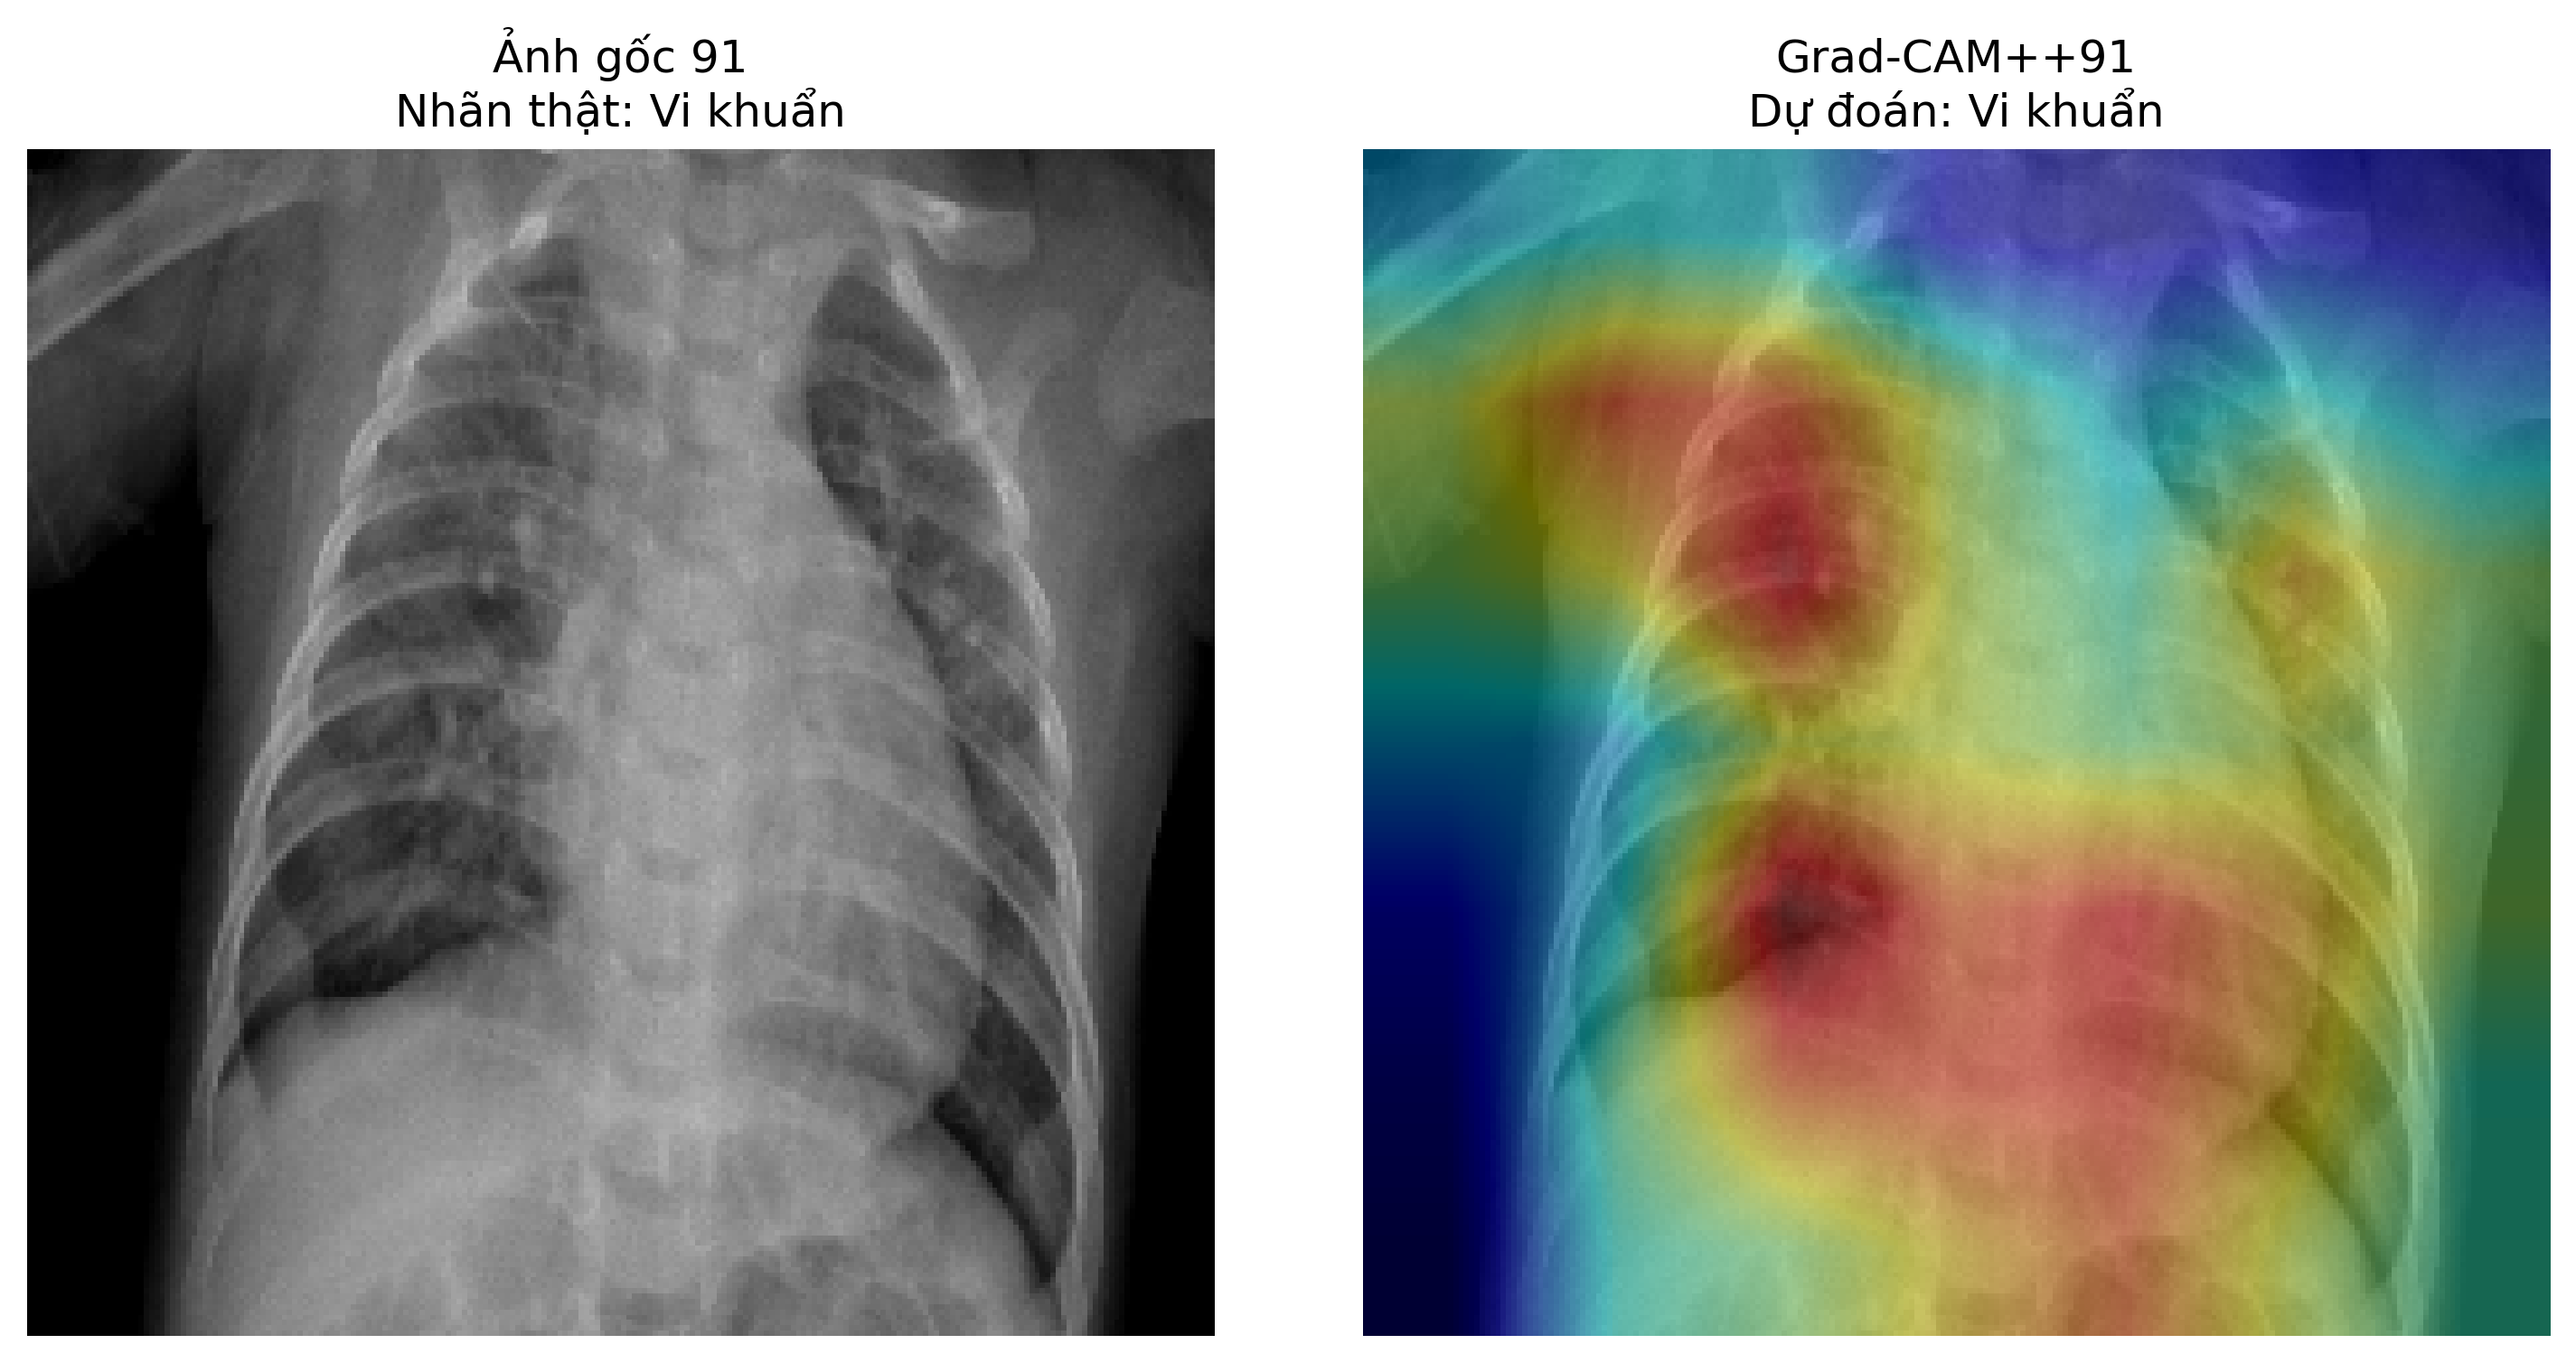 Ảnh gốc 91
Nhãn thật: Vi khuẩn
Grad-CAM++91
Dự đoán: Vi khuẩn